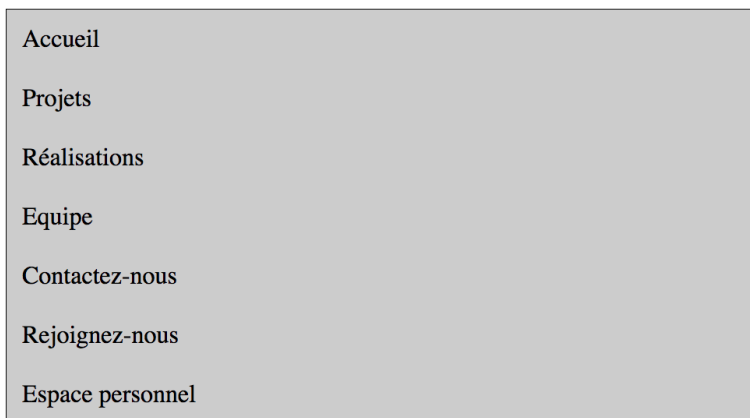 Accueil
Projets
Réalisations
Equipe
Contactez-nous
Rejoignez-nous
Espace personnel